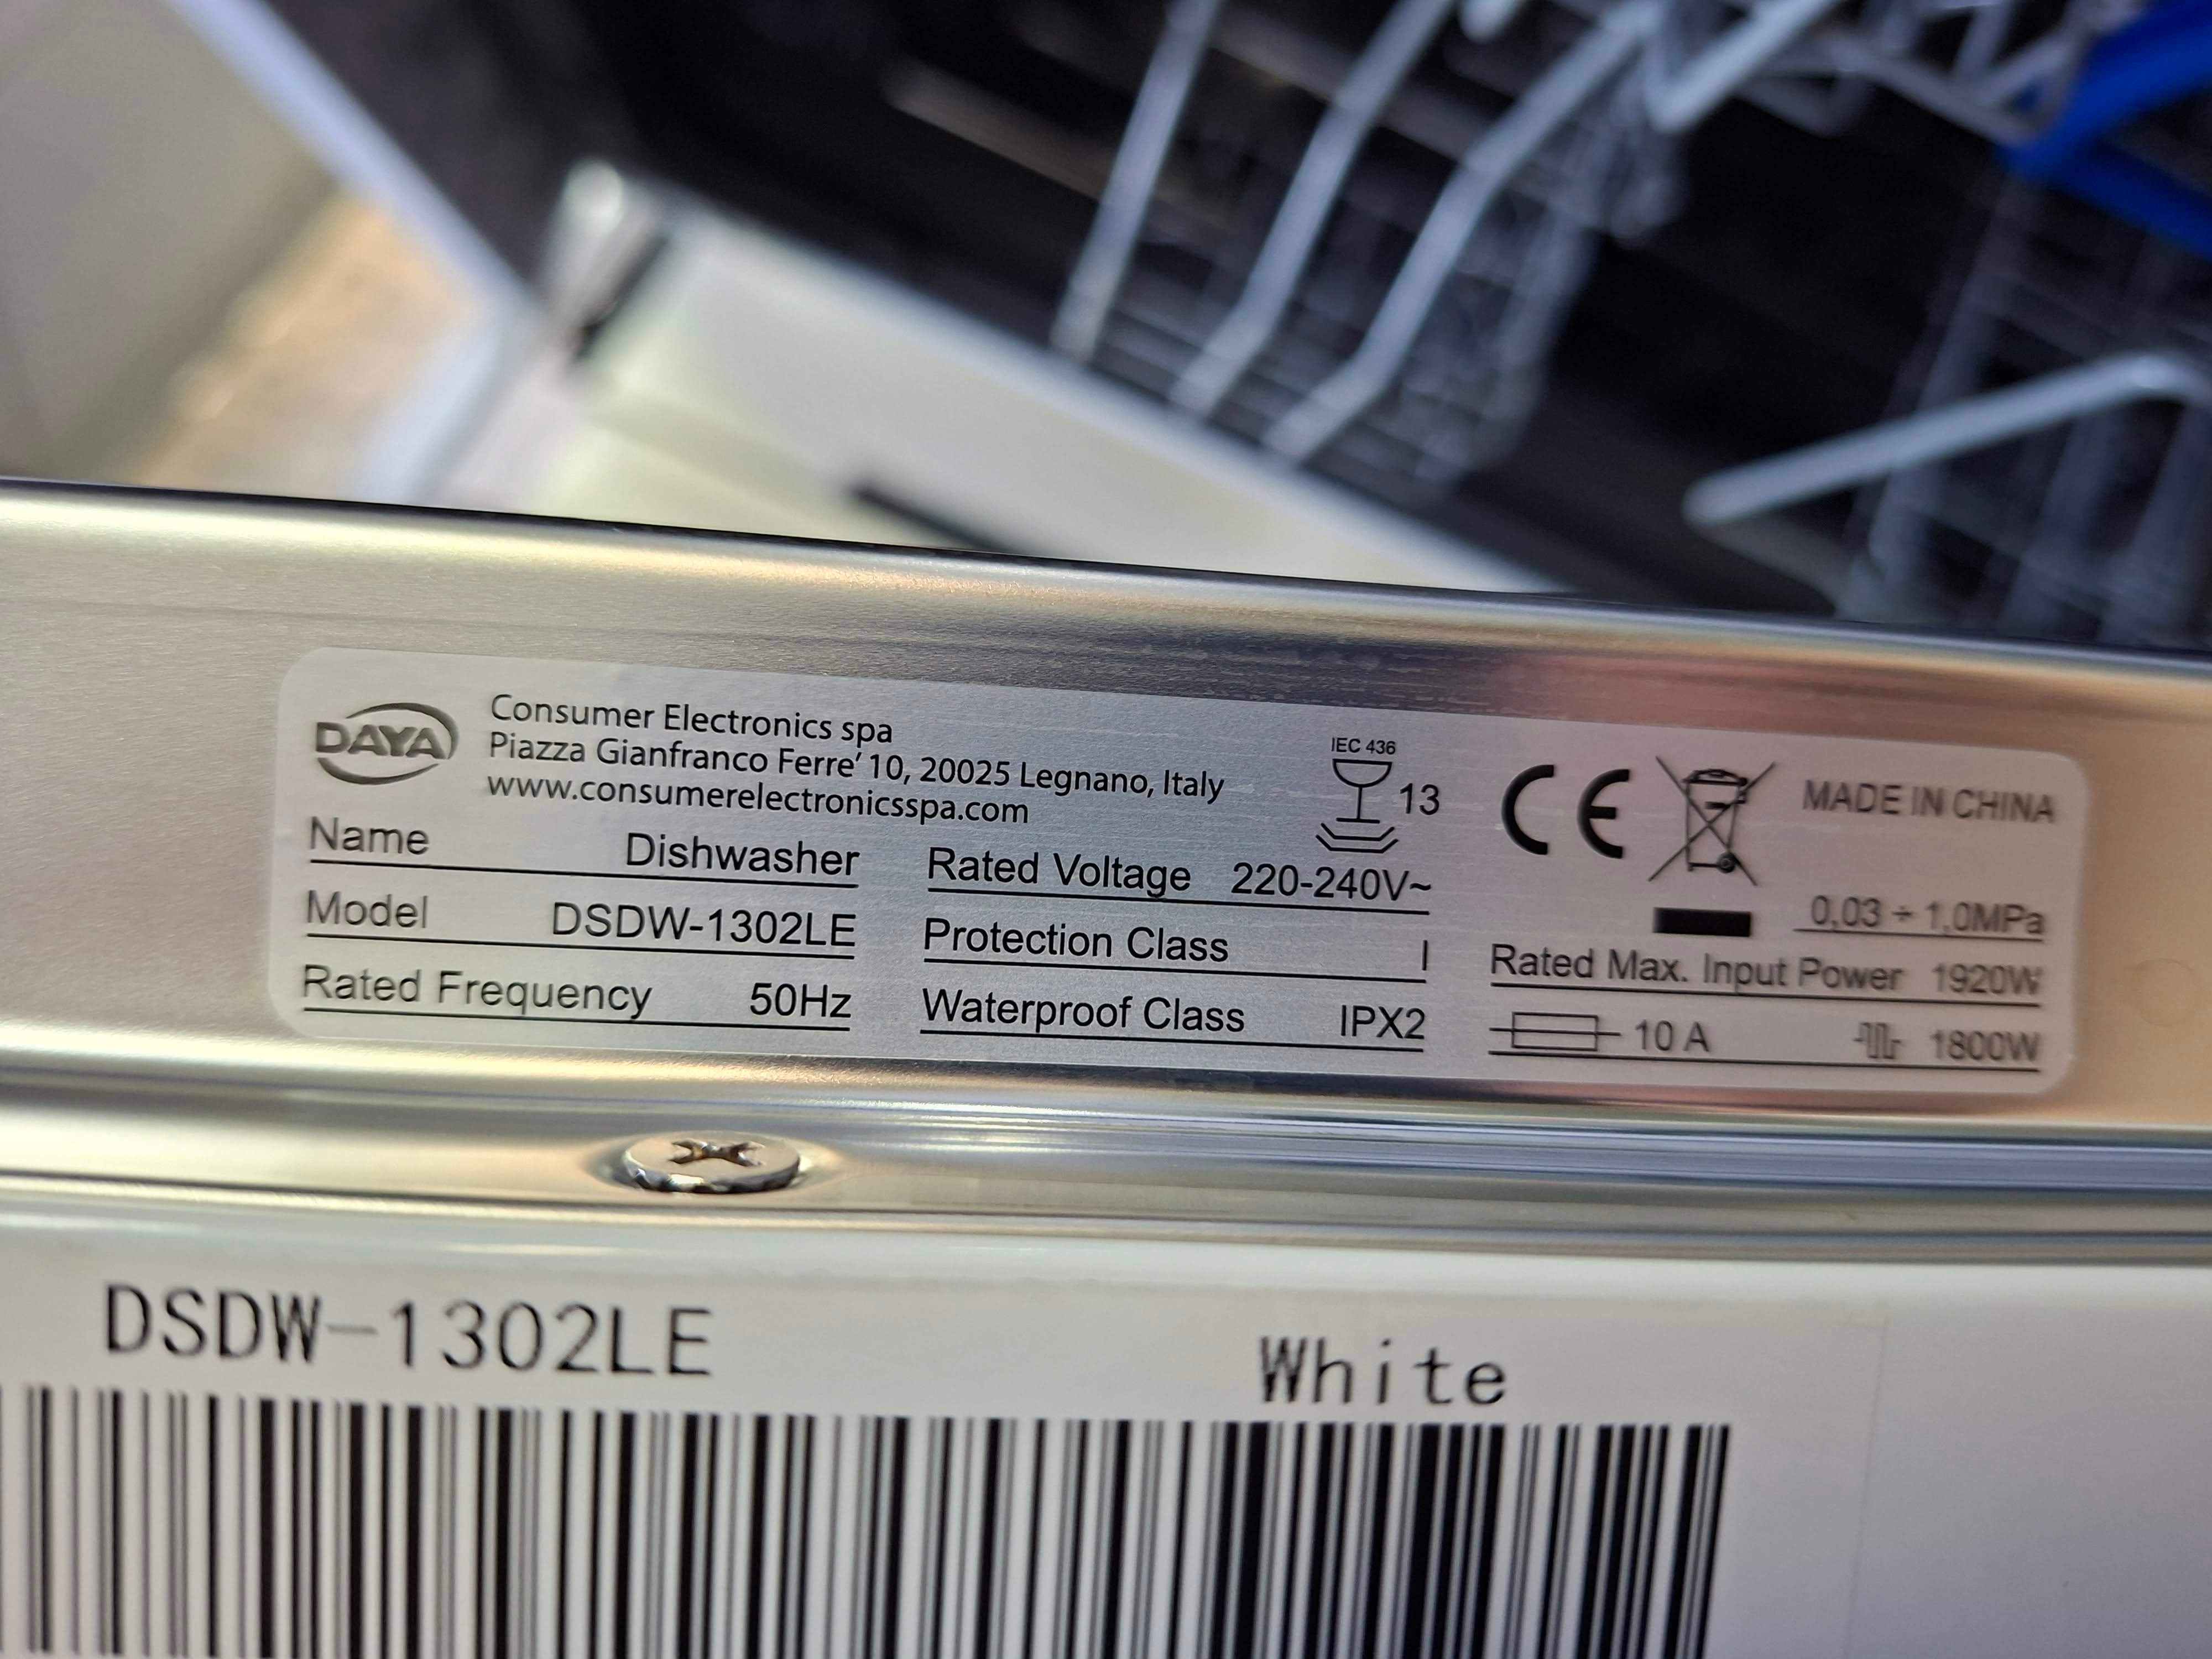 DAYA
Consumer Electronics spa
Piazza Gianfranco Ferre' 10, 20025 Legnano, Italy
www.consumerelectronicsspa.com
IEC 436
13
CE
MADE IN CHINA
0,03 ÷ 1,0MPa
Name Dishwasher
Model DSDW-1302LE
Rated Frequency 50Hz
Rated Voltage 220-240V~
Protection Class I
Waterproof Class IPX2
Rated Max. Input Power 1920W
10 A 1800W
DSDW-1302LE White